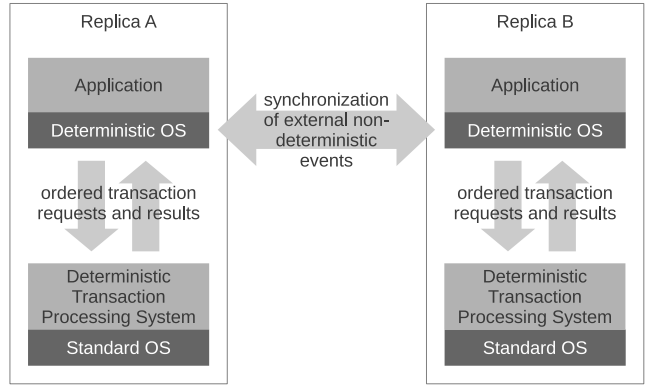 Replica A
Application
Deterministic OS
ordered transaction
requests and results
Deterministic
Transaction
Processing System
Standard OS
synchronization
of external non-
deterministic
events
Replica B
Application
Deterministic OS
ordered transaction
requests and results
Deterministic
Transaction
Processing System
Standard OS